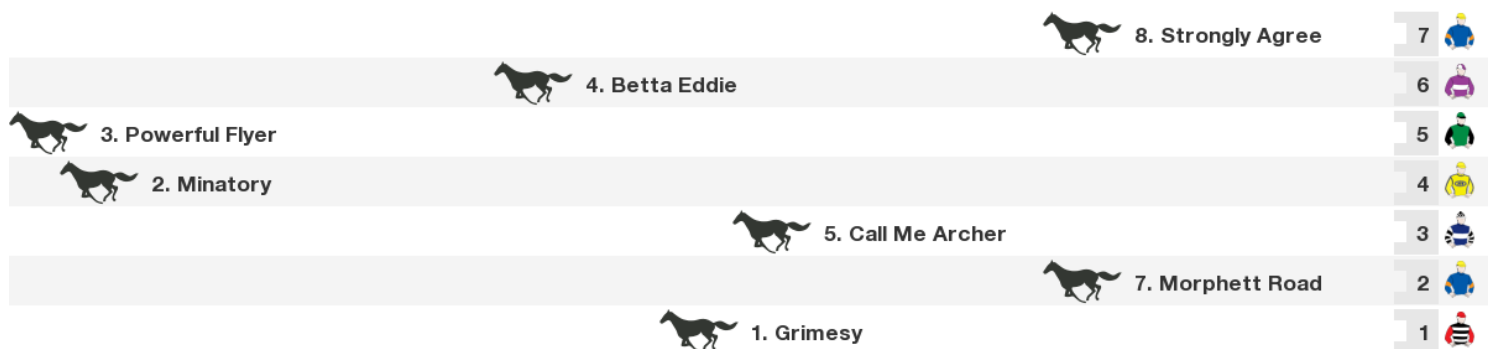 8. Strongly Agree 7
4. Betta Eddie 6
3. Powerful Flyer 5
2. Minatory 4
5. Call Me Archer 3
7. Morphett Road 2
1. Grimesy 1